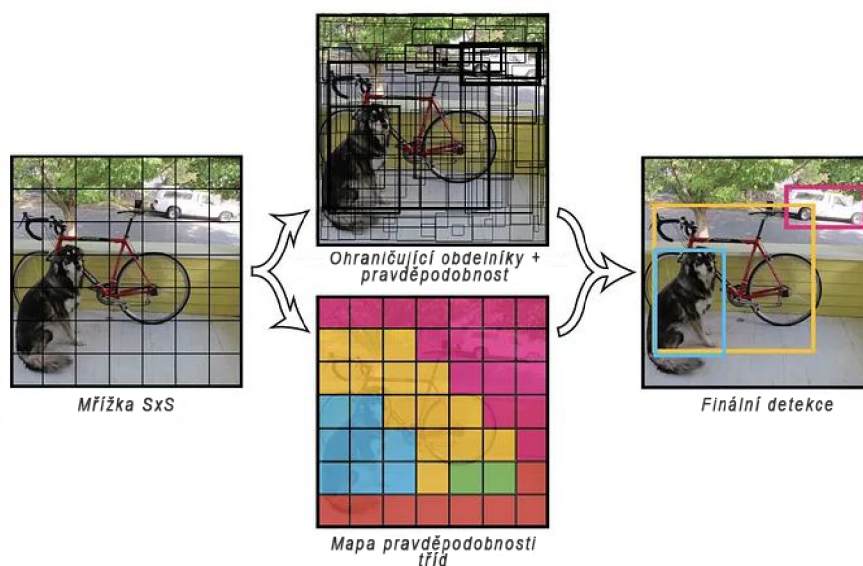 Ohraničující obdelníky +
pravděpodobnost
Mřížka SxS
Finální detekce
Mapa pravděpodobnosti
tříd